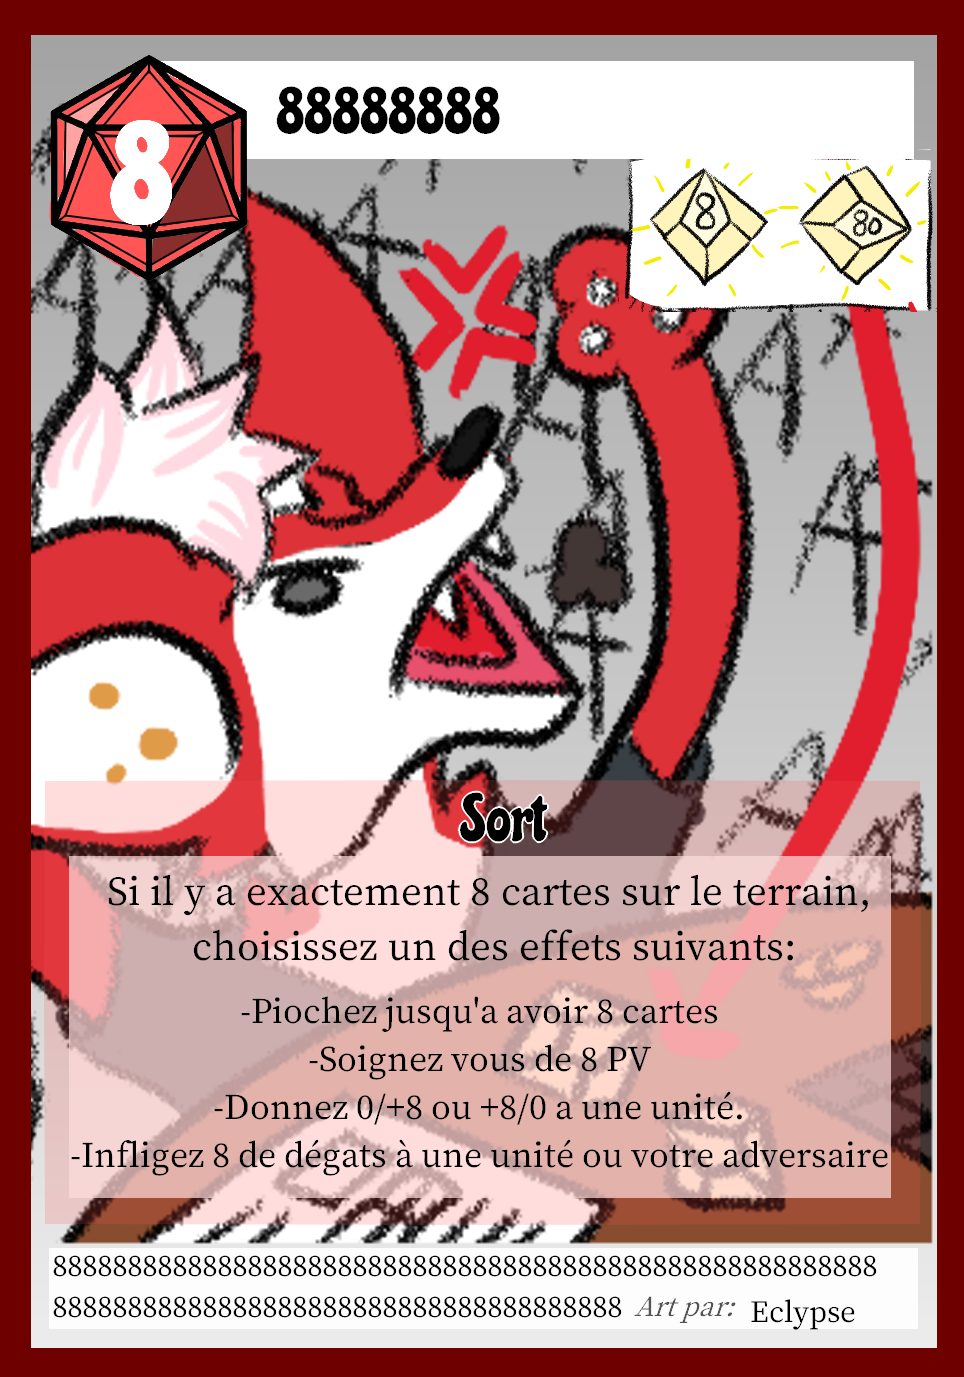 8
88888888
8
80
Sort
Si il y a exactement 8 cartes sur le terrain,
choisissez un des effets suivants:
-Piochez jusqu'a avoir 8 cartes
-Soignez vous de 8 PV
-Donnez 0/+8 ou +8/0 a une unité.
-Infligez 8 de dégats à une unité ou votre adversaire
8888888888888888888888888888888888888888888888888888888
88888888888888888888888888888888888888 Art par: Eclypse